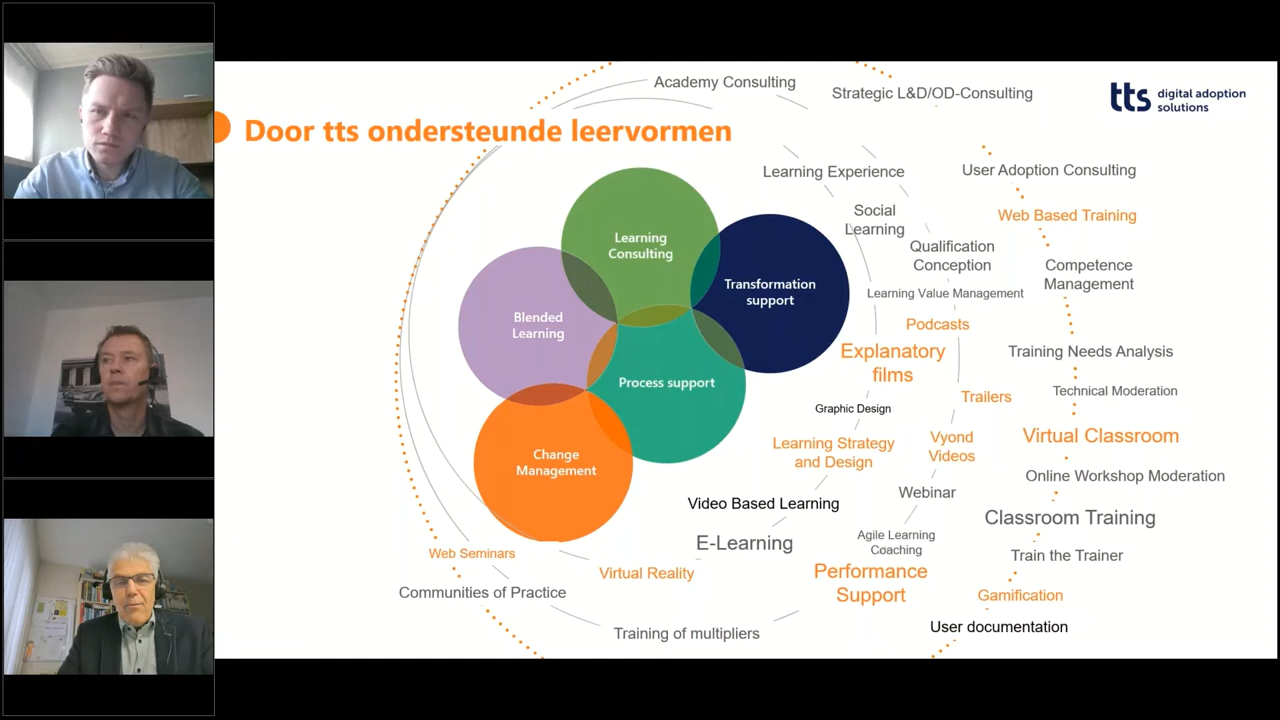 Academy Consulting
Strategic L&D/OD-Consulting
tts digital adoption
solutions
Door tts ondersteunde leervormen
Learning Experience
User Adoption Consulting
Social
Learning
Web Based Training
Learning
Consulting
Qualification
Conception
Competence
Management
Transformation
support
Learning Value Management
Blended
Learning
Podcasts
Explanatory
films
Training Needs Analysis
Process support
Trailers
Technical Moderation
Graphic Design
Learning Strategy
and Design
Vyond
Videos
Virtual Classroom
Change
Management
Online Workshop Moderation
Video Based Learning
Webinar
Classroom Training
E-Learning
Agile Learning
Coaching
Web Seminars
Train the Trainer
Virtual Reality
Performance
Support
Communities of Practice
Gamification
Training of multipliers
User documentation